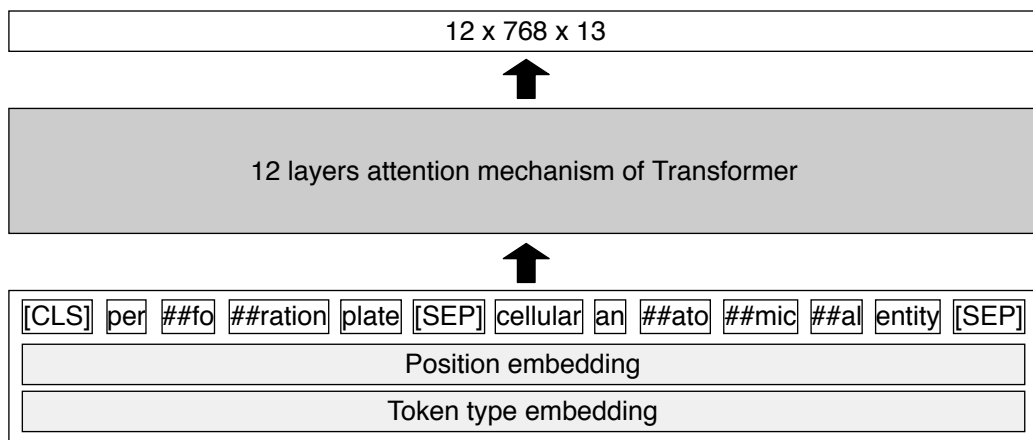 12 x 768 x 13
12 layers attention mechanism of Transformer
[CLS] per ##fo ##ration plate [SEP] cellular an ##ato ##mic ##al entity [SEP]
Position embedding
Token type embedding